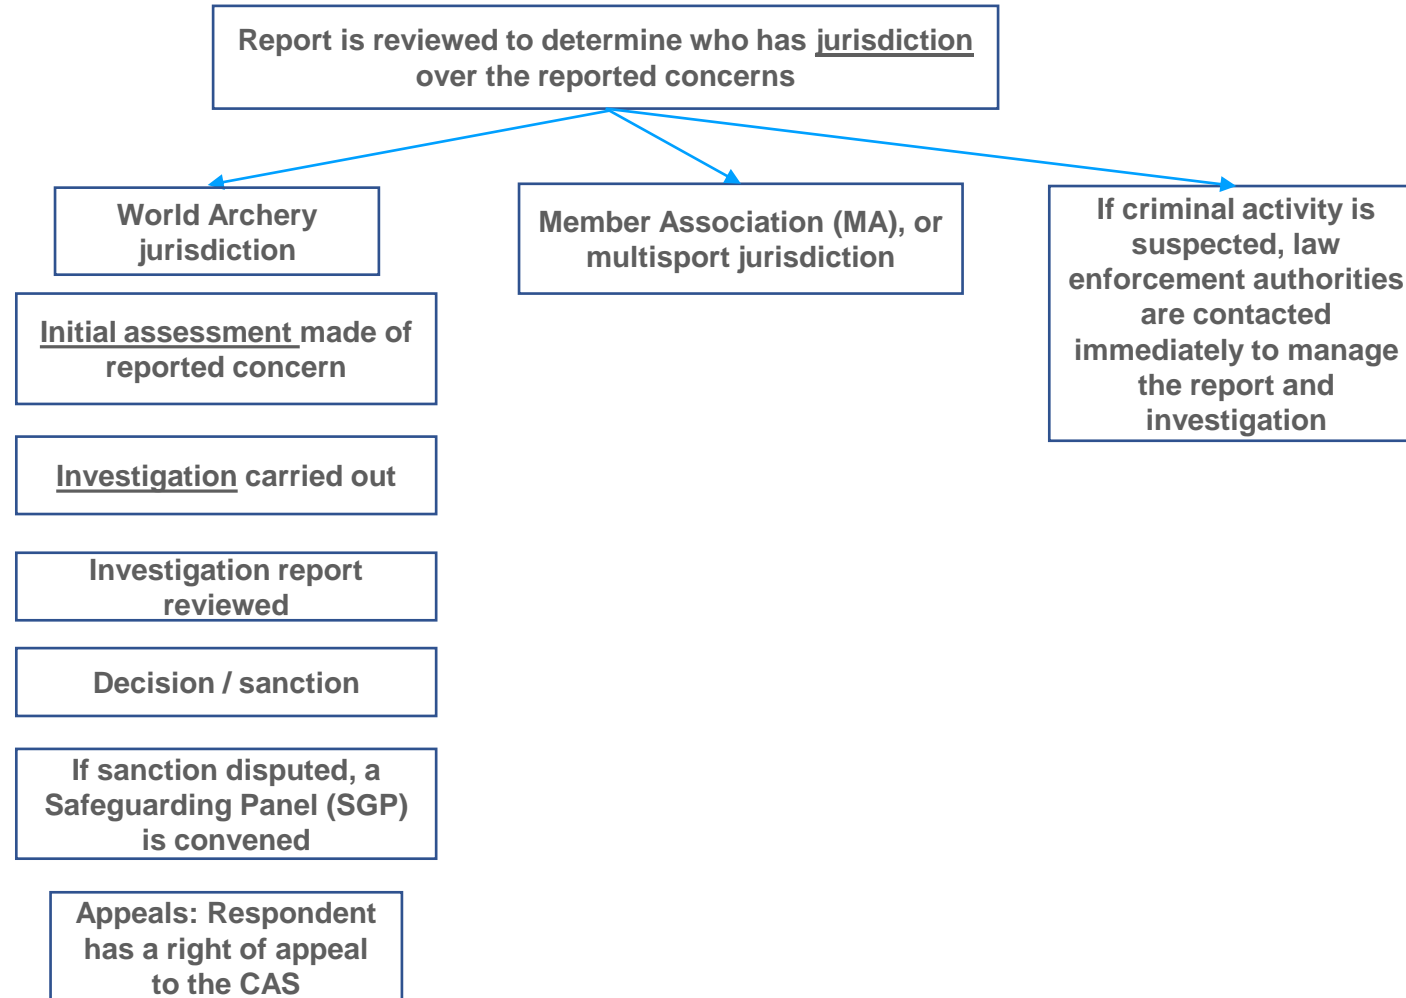 Report is reviewed to determine who has jurisdiction
over the reported concerns
World Archery
jurisdiction
Member Association (MA), or
multisport jurisdiction
If criminal activity is
suspected, law
enforcement authorities
are contacted
immediately to manage
the report and
investigation
Initial assessment made of
reported concern
Investigation carried out
Investigation report
reviewed
Decision / sanction
If sanction disputed, a
Safeguarding Panel (SGP)
is convened
Appeals: Respondent
has a right of appeal
to the CAS